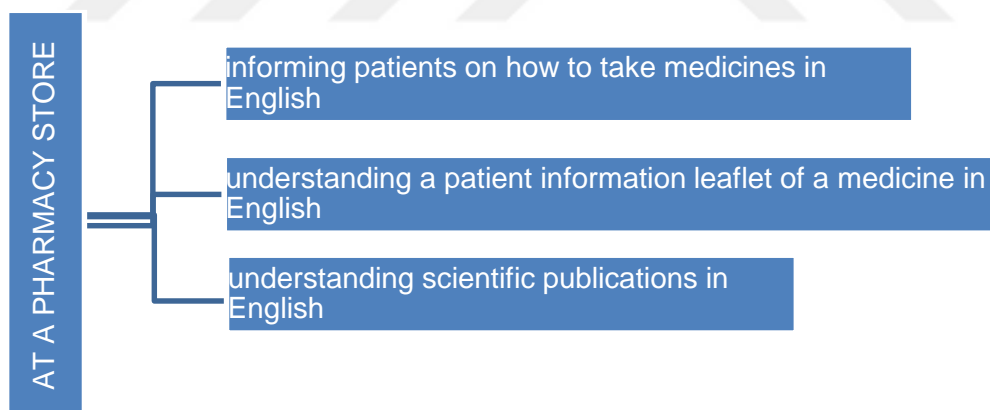 AT A PHARMACY STORE
informing patients on how to take medicines in
English
understanding a patient information leaflet of a medicine in
English
understanding scientific publications in
English